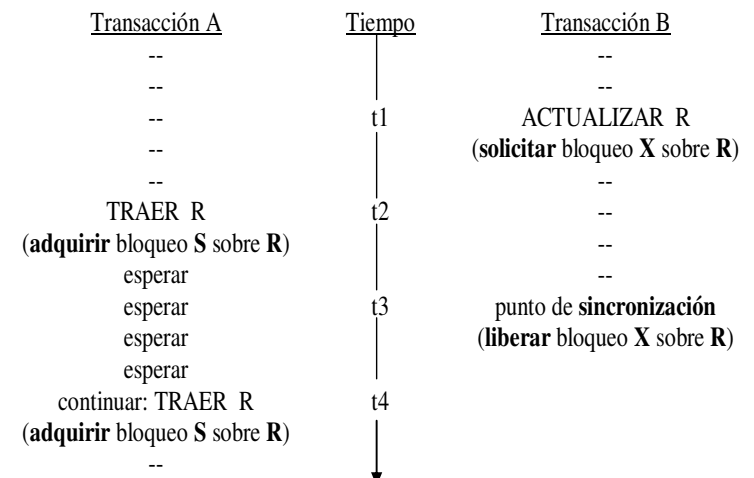 Transacción A Tiempo Transacción B
-- --
-- --
-- t1 ACTUALIZAR R
-- (solicitar bloqueo X sobre R)
-- --
TRAER R t2 --
(adquirir bloqueo S sobre R) --
esperar --
esperar t3 punto de sincronización
esperar (liberar bloqueo X sobre R)
esperar
continuar: TRAER R t4
(adquirir bloqueo S sobre R)
--